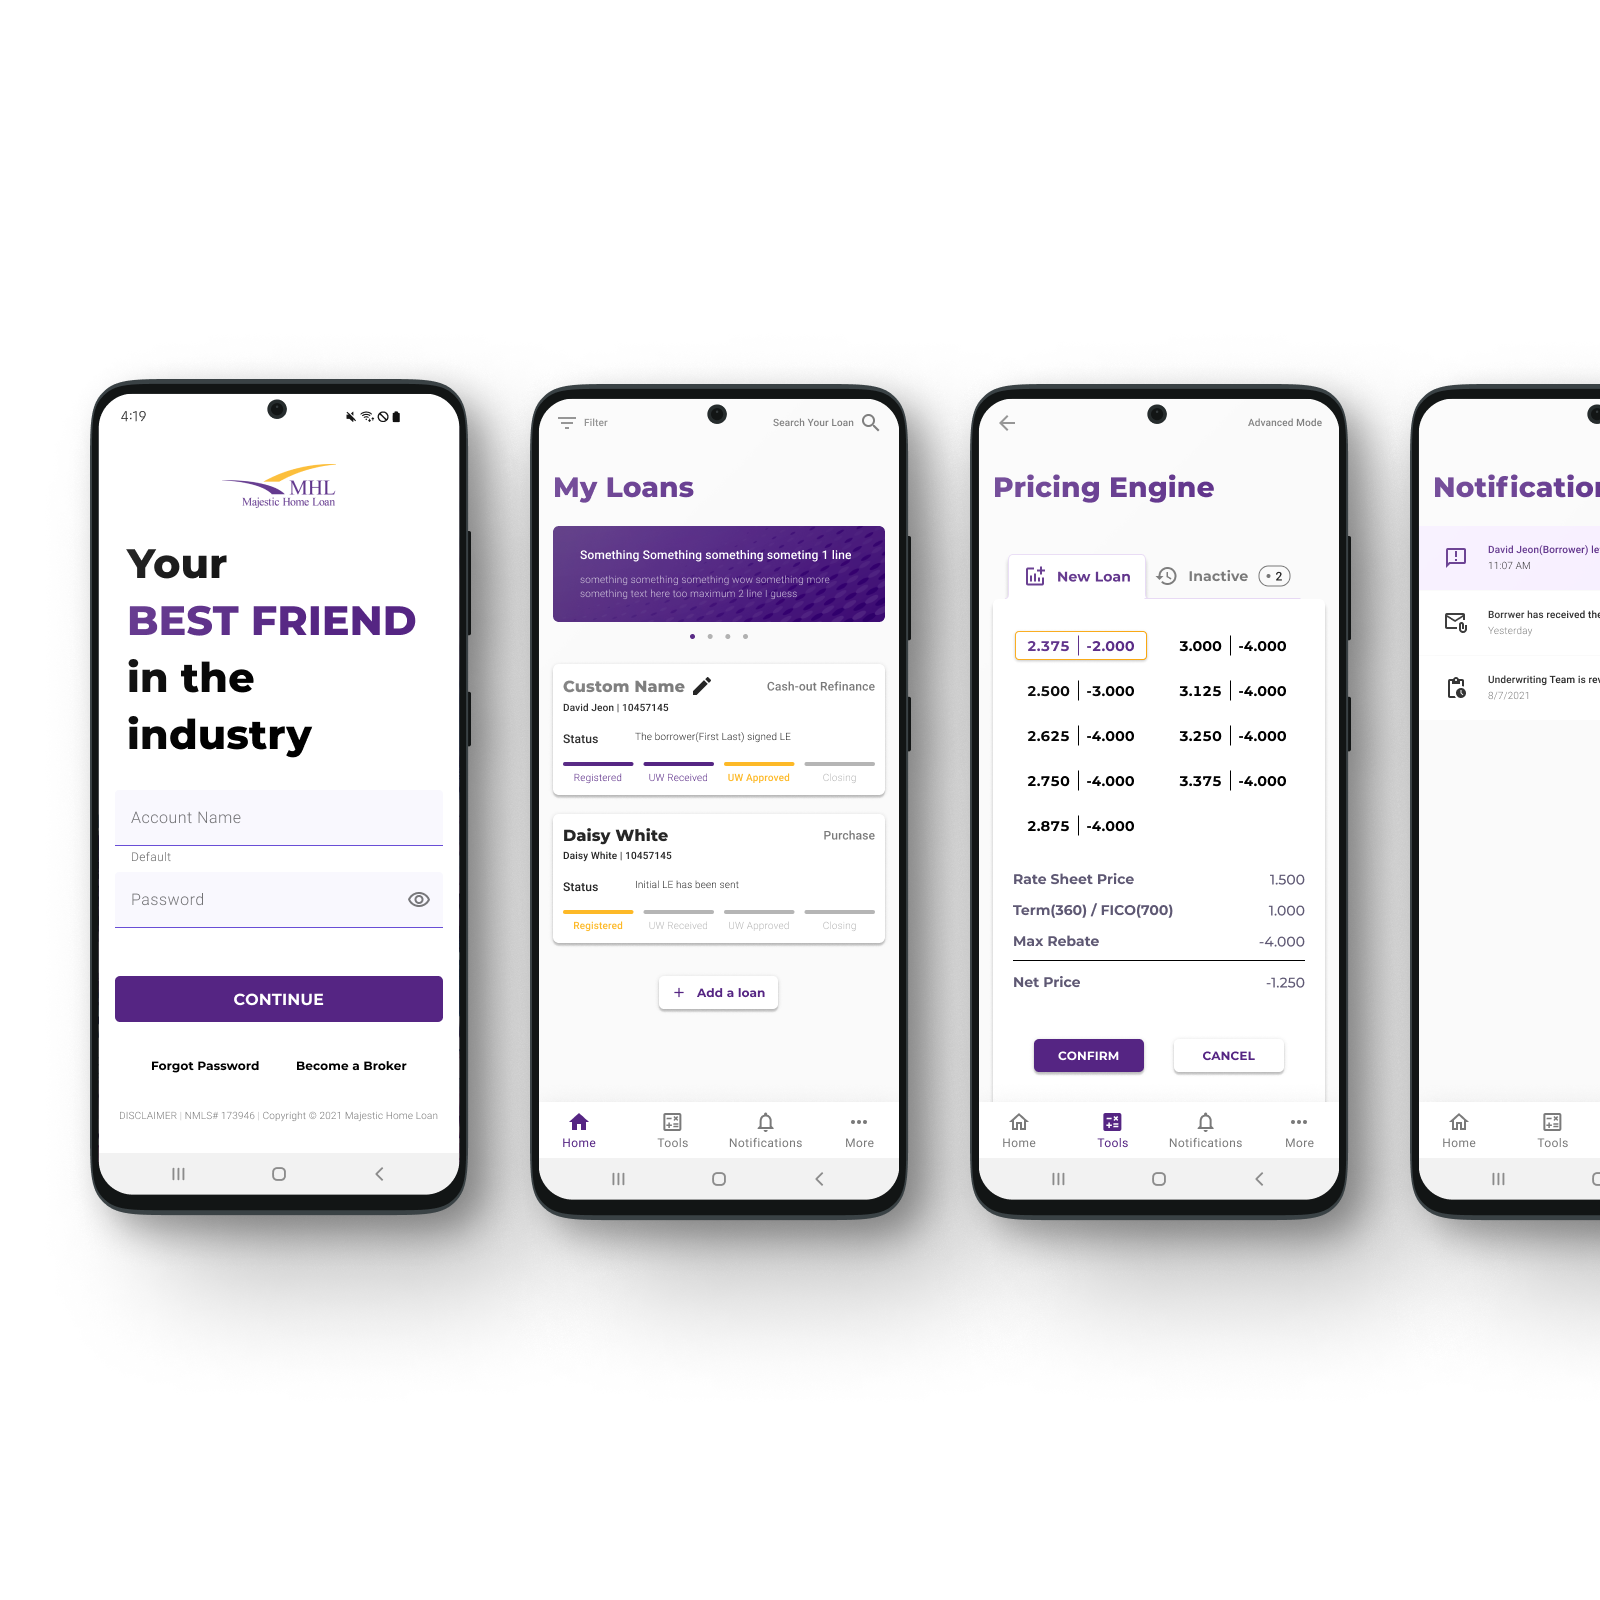 4:19
MHL
Majestic Home Loan
Your
BEST FRIEND
in the
industry
Account Name
Default
Password
CONTINUE
Forgot Password Become a Broker
DISCLAIMER | NMLS# 173946 | Copyright © 2021 Majestic Home Loan
Filter Search Your Loan
My Loans
Something Something something someting 1 line
something something something wow something more
something text here too maximum 2 line I guess
Custom Name Cash-out Refinance
David Jeon | 10457145
Status The borrower(First Last) signed LE
Registered UW Received UW Approved Closing
Daisy White Purchase
Daisy White | 10457145
Status Initial LE has been sent
Registered UW Received UW Approved Closing
+ Add a loan
Home Tools Notifications More
Advanced Mode
Pricing Engine
New Loan Inactive • 2
2.375 | -2.000 3.000 | -4.000
2.500 | -3.000 3.125 | -4.000
2.625 | -4.000 3.250 | -4.000
2.750 | -4.000 3.375 | -4.000
2.875 | -4.000
Rate Sheet Price 1.500
Term(360) / FICO(700) 1.000
Max Rebate -4.000
Net Price -1.250
CONFIRM CANCEL
Home Tools Notifications More
Notification
David Jeon(Borrower) le
11:07 AM
Borrwer has received the
Yesterday
Underwriting Team is rev
8/7/2021
Home Tools